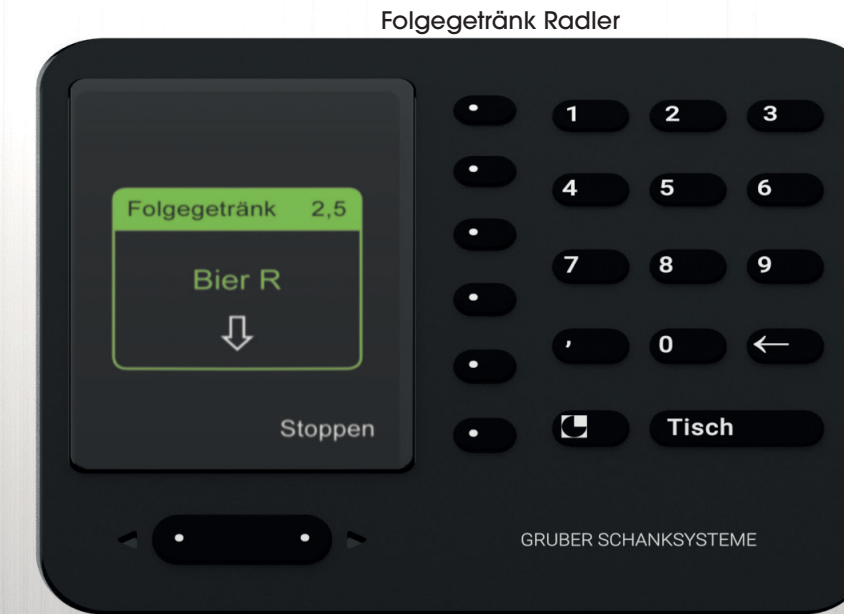 Folgegetränk Radler
Folgegetränk 2,5
Bier R
Stoppen
1 2 3
4 5 6
7 8 9
, 0 ←
Tisch
GRUBER SCHANKSYSTEME